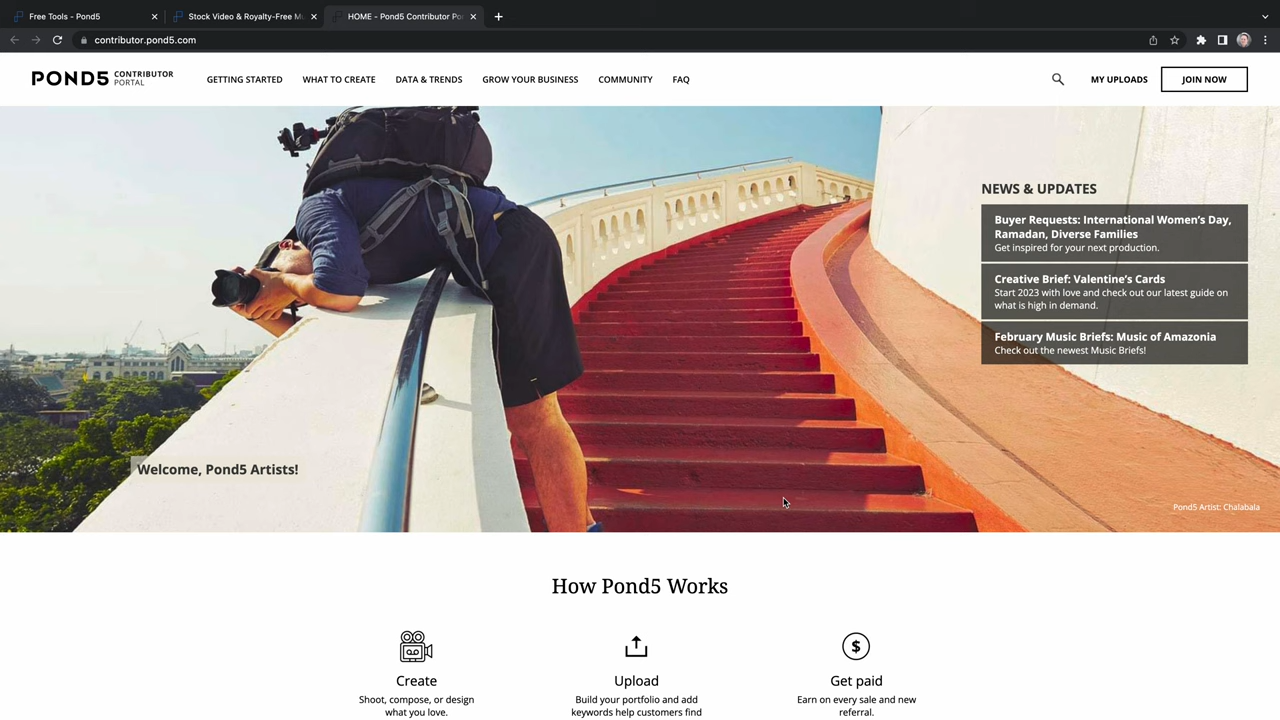 Free Tools - Pond5
Stock Video & Royalty-Free Mu
HOME - Pond5 Contributor Po
contributor.pond5.com
POND5 CONTRIBUTOR PORTAL
GETTING STARTED
WHAT TO CREATE
DATA & TRENDS
GROW YOUR BUSINESS
COMMUNITY
FAQ
MY UPLOADS
JOIN NOW
NEWS & UPDATES
Buyer Requests: International Women's Day,
Ramadan, Diverse Families
Get inspired for your next production.
Creative Brief: Valentine's Cards
Start 2023 with love and check out our latest guide on
what is high in demand.
February Music Briefs: Music of Amazonia
Check out the newest Music Briefs!
Welcome, Pond5 Artists!
Pond5 Artist: Chalabala
How Pond5 Works
Create
Shoot, compose, or design
what you love.
Upload
Build your portfolio and add
keywords help customers find
Get paid
Earn on every sale and new
referral.